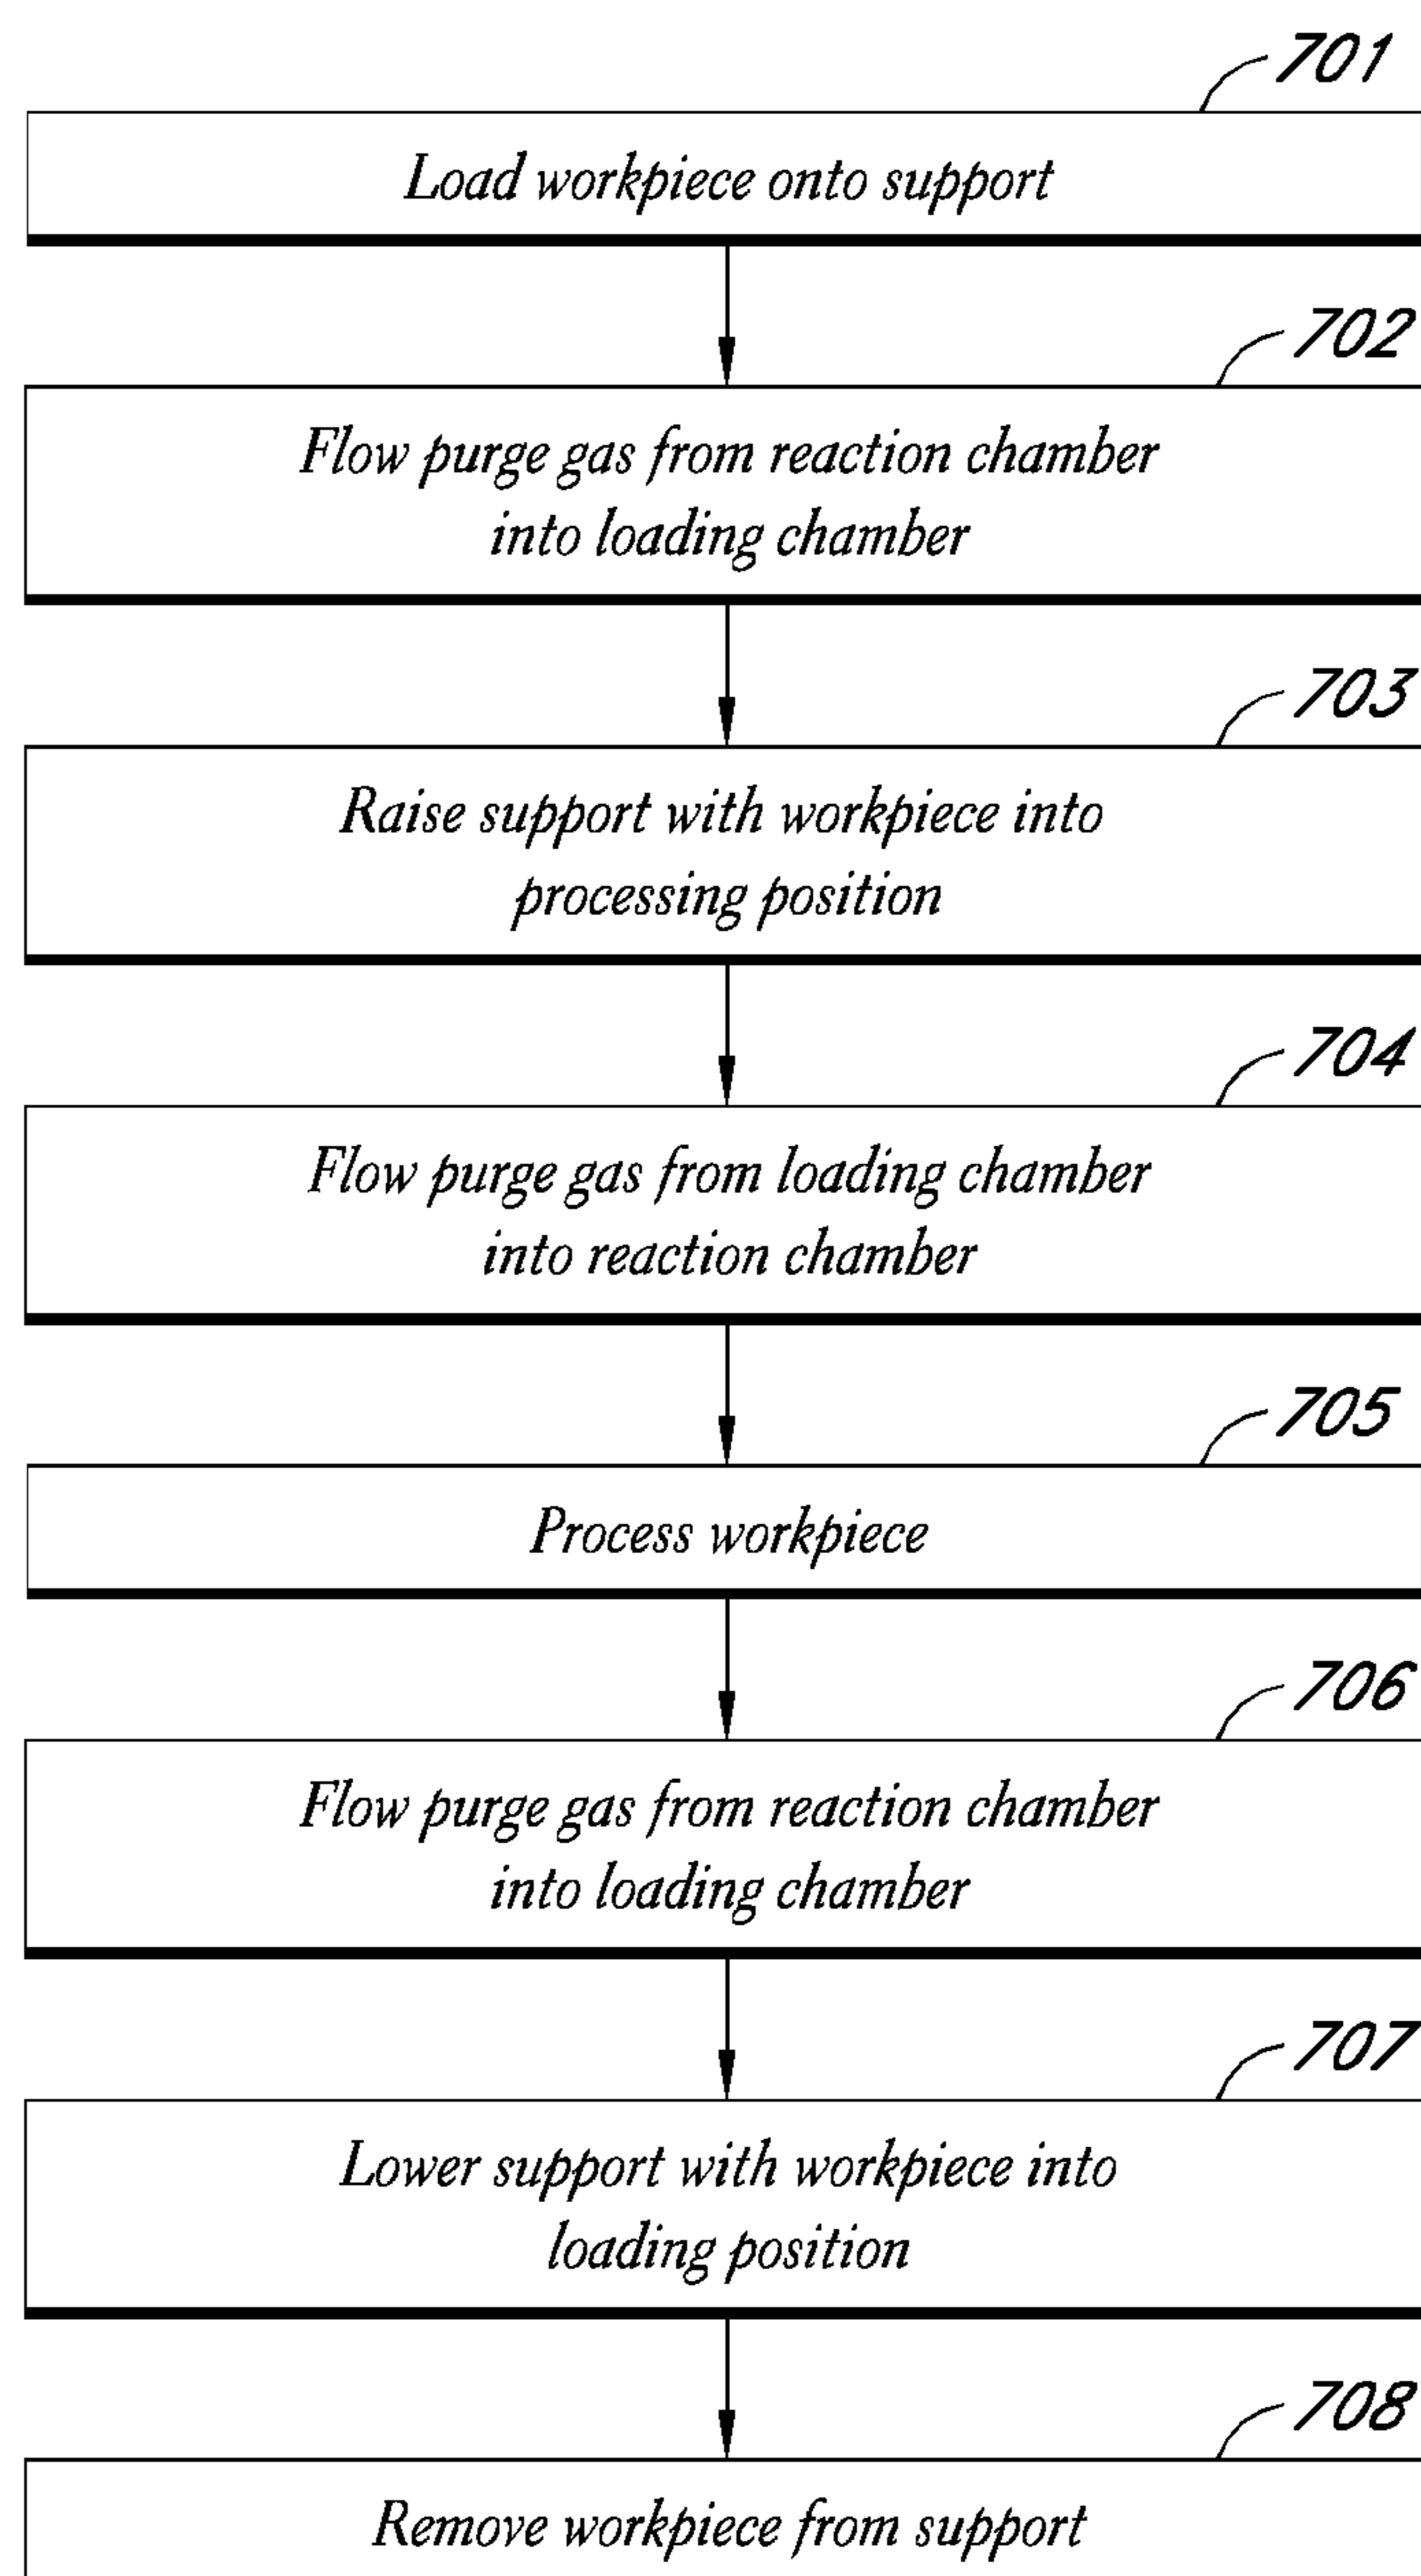 701
Load workpiece onto support
702
Flow purge gas from reaction chamber
into loading chamber
703
Raise support with workpiece into
processing position
704
Flow purge gas from loading chamber
into reaction chamber
705
Process workpiece
706
Flow purge gas from reaction chamber
into loading chamber
707
Lower support with workpiece into
loading position
708
Remove workpiece from support